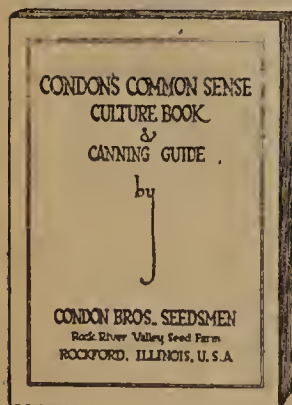 CONDON'S COMMON SENSE
CULTURE BOOK
&
CANNING GUIDE
by
CONDON BROS. SEEDSMEN
Rock River Valley Seed Farm
ROCKFORD, ILLINOIS, U.S.A